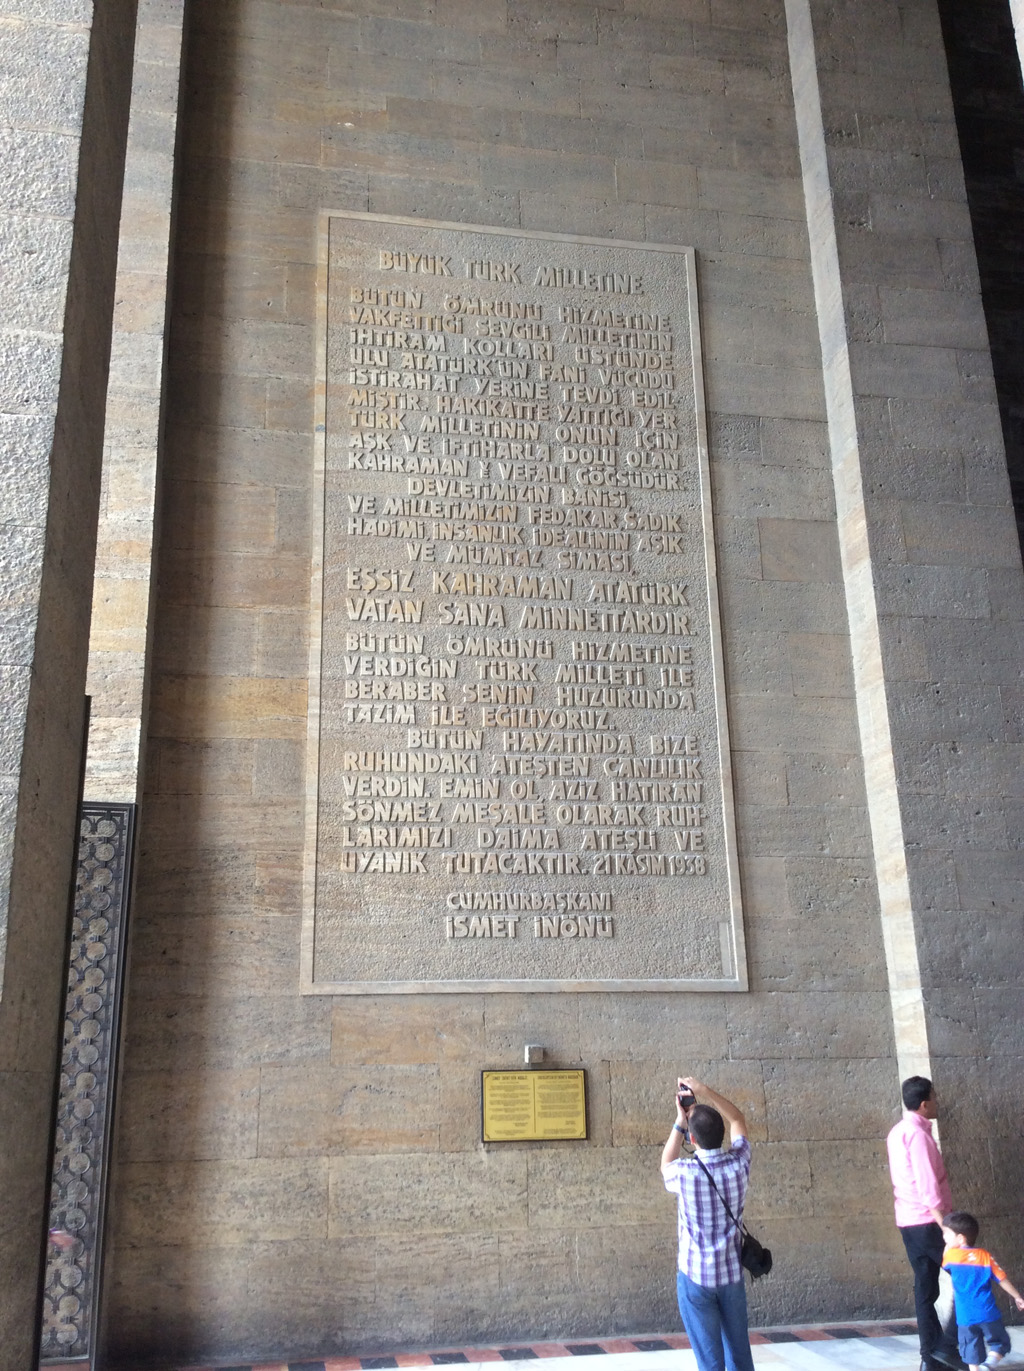 BÜYÜK TÜRK MİLLETİNE
BÜTÜN ÖMRÜNÜ HİZMETİNE
VAKFETTİĞİ SEVGİLİ MİLLETİNİN
İHTİRAM KOLLARI ÜSTÜNDE
ULU ATATÜRK'ÜN FANİ VÜCUDÜ
İSTİRAHAT YERİNE TEVDİ EDİL-
MİŞTİR. HAKİKATTE YATTIĞI YER
TÜRK MİLLETİNİN ONUN İÇİN
AŞK VE İFTİHARLA DOLU OLAN
KAHRAMAN VE VEFALI GÖĞSÜDÜR.
DEVLETİMİZİN BANİSİ
VE MİLLETİMİZİN FEDAKAR, SADIK
HADİMİ, İNSANLIK İDEALİNİN AŞIK
VE MÜMTAZ SİMASI,
EŞSİZ KAHRAMAN ATATÜRK
VATAN SANA MİNNETTARDIR.
BÜTÜN ÖMRÜNÜ HİZMETİNE
VERDİĞİN TÜRK MİLLETİ İLE
BERABER SENİN HUZURUNDA
TAZİM İLE EĞİLİYORUZ.
BÜTÜN HAYATINDA BİZE
RUHUNDAKİ ATEŞTEN CANLILIK
VERDİN. EMİN OL, AZİZ HATIRAN
SÖNMEZ MEŞALE OLARAK RUH-
LARIMIZI DAİMA ATEŞLİ VE
UYANIK TUTACAKTIR. 21 KASIM 1938
CUMHURBAŞKANI
İSMET İNÖNÜ